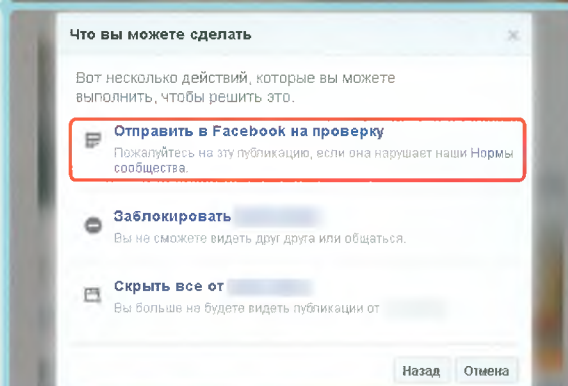 Что вы можете сделать
Вот несколько действий, которые вы можете
выполнить, чтобы решить это.
Отправить в Facebook на проверку
Пожалуйтесь на эту публикацию, если она нарушает наши Нормы
сообщества.
Заблокировать
Вы не сможете видеть друг друга или общаться.
Скрыть все от
Вы больше не будете видеть публикации от
Назад Отмена